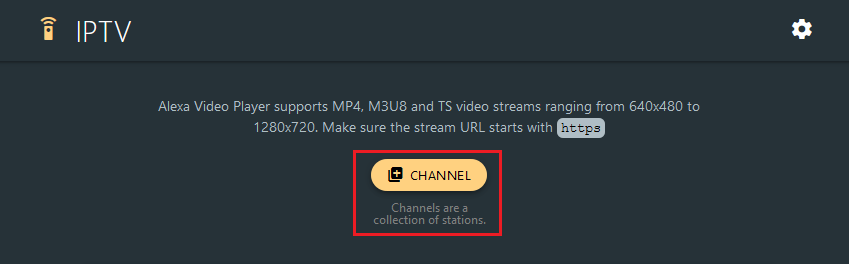 IPTV
Alexa Video Player supports MP4, M3U8 and TS video streams ranging from 640x480 to
1280x720. Make sure the stream URL starts with https
CHANNEL
Channels are a
collection of stations.